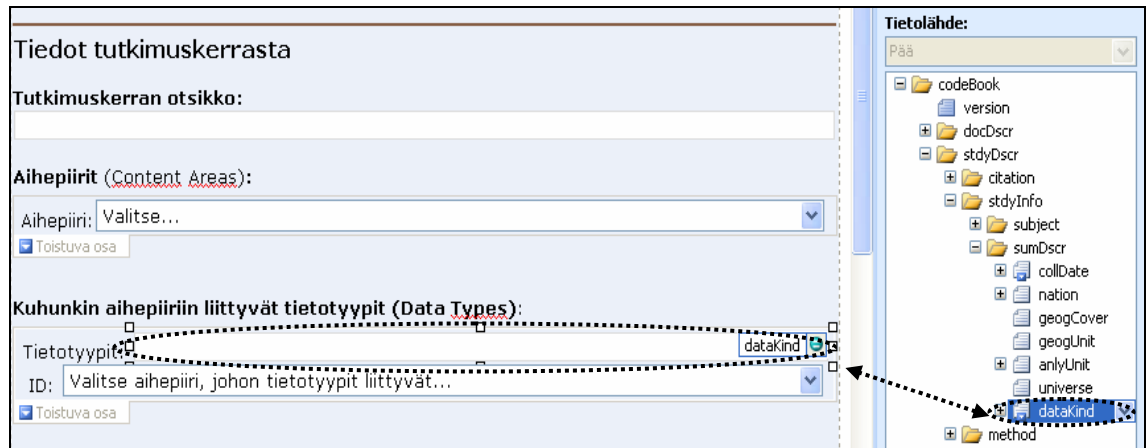 Tiedot tutkimuskerrasta
Tutkimuskerran otsikko:
Aihepiirit (Content Areas):
Aihepiiri: Valitse...
Toistuva osa
Kuhunkin aihepiiriin liittyvät tietotyypit (Data Types):
Tietotyypit: dataKind
ID: Valitse aihepiiri, johon tietotyypit liittyvät...
Toistuva osa
Tietolähde:
Pää
codeBook
version
docDscr
stdyDscr
citation
stdyInfo
subject
sumDscr
collDate
nation
geogCover
geogUnit
anlyUnit
universe
dataKind
method